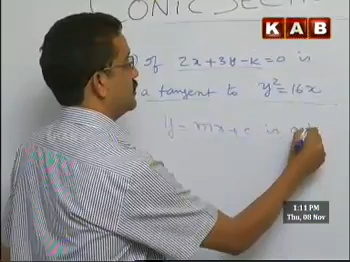 ONIC SECTI
KAB
If 2x+3y-k=0 is
a tangent to y²=16x
y = mx+c is
1:11 PM
Thu, 08 Nov